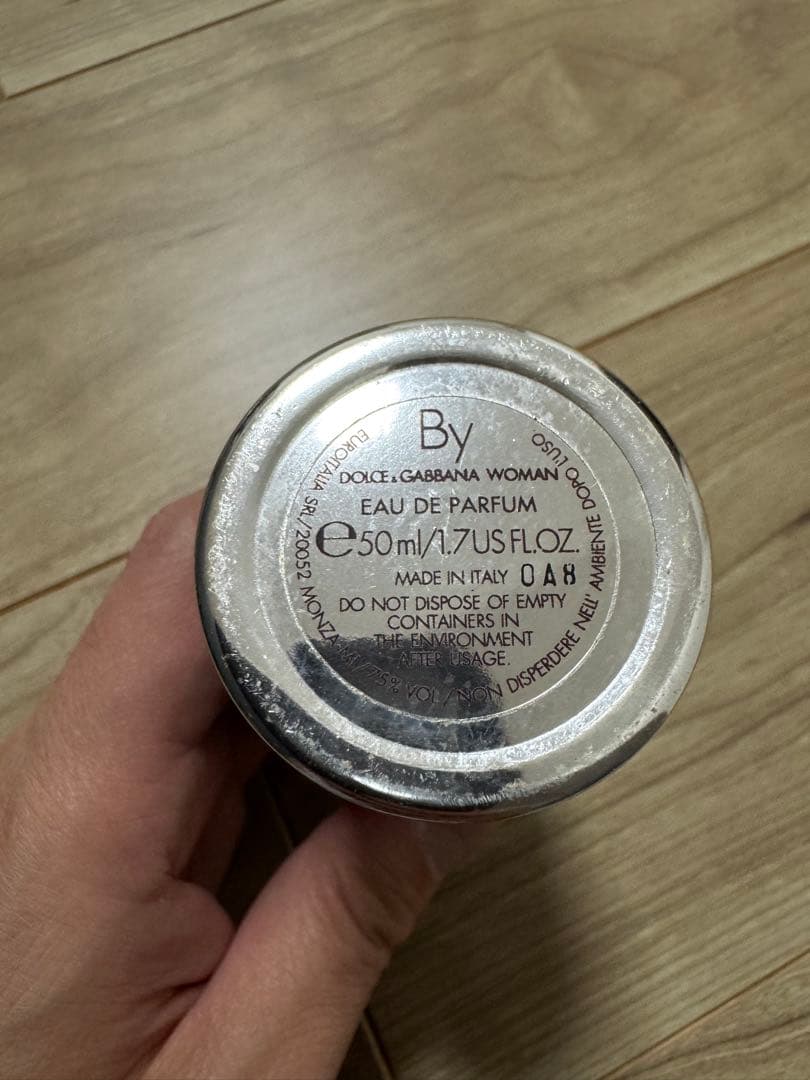 By
DOLCE & GABBANA WOMAN
EAU DE PARFUM
e50ml/1.7US FL.OZ.
MADE IN ITALY 0A8
DO NOT DISPOSE OF EMPTY
CONTAINERS IN
THE ENVIRONMENT
AFTER USAGE.
EUROITALIA SRL/20052 MONZA-MI/75% VOL/NON DISPERDERE NELL' AMBIENTE DOPO L'USO.